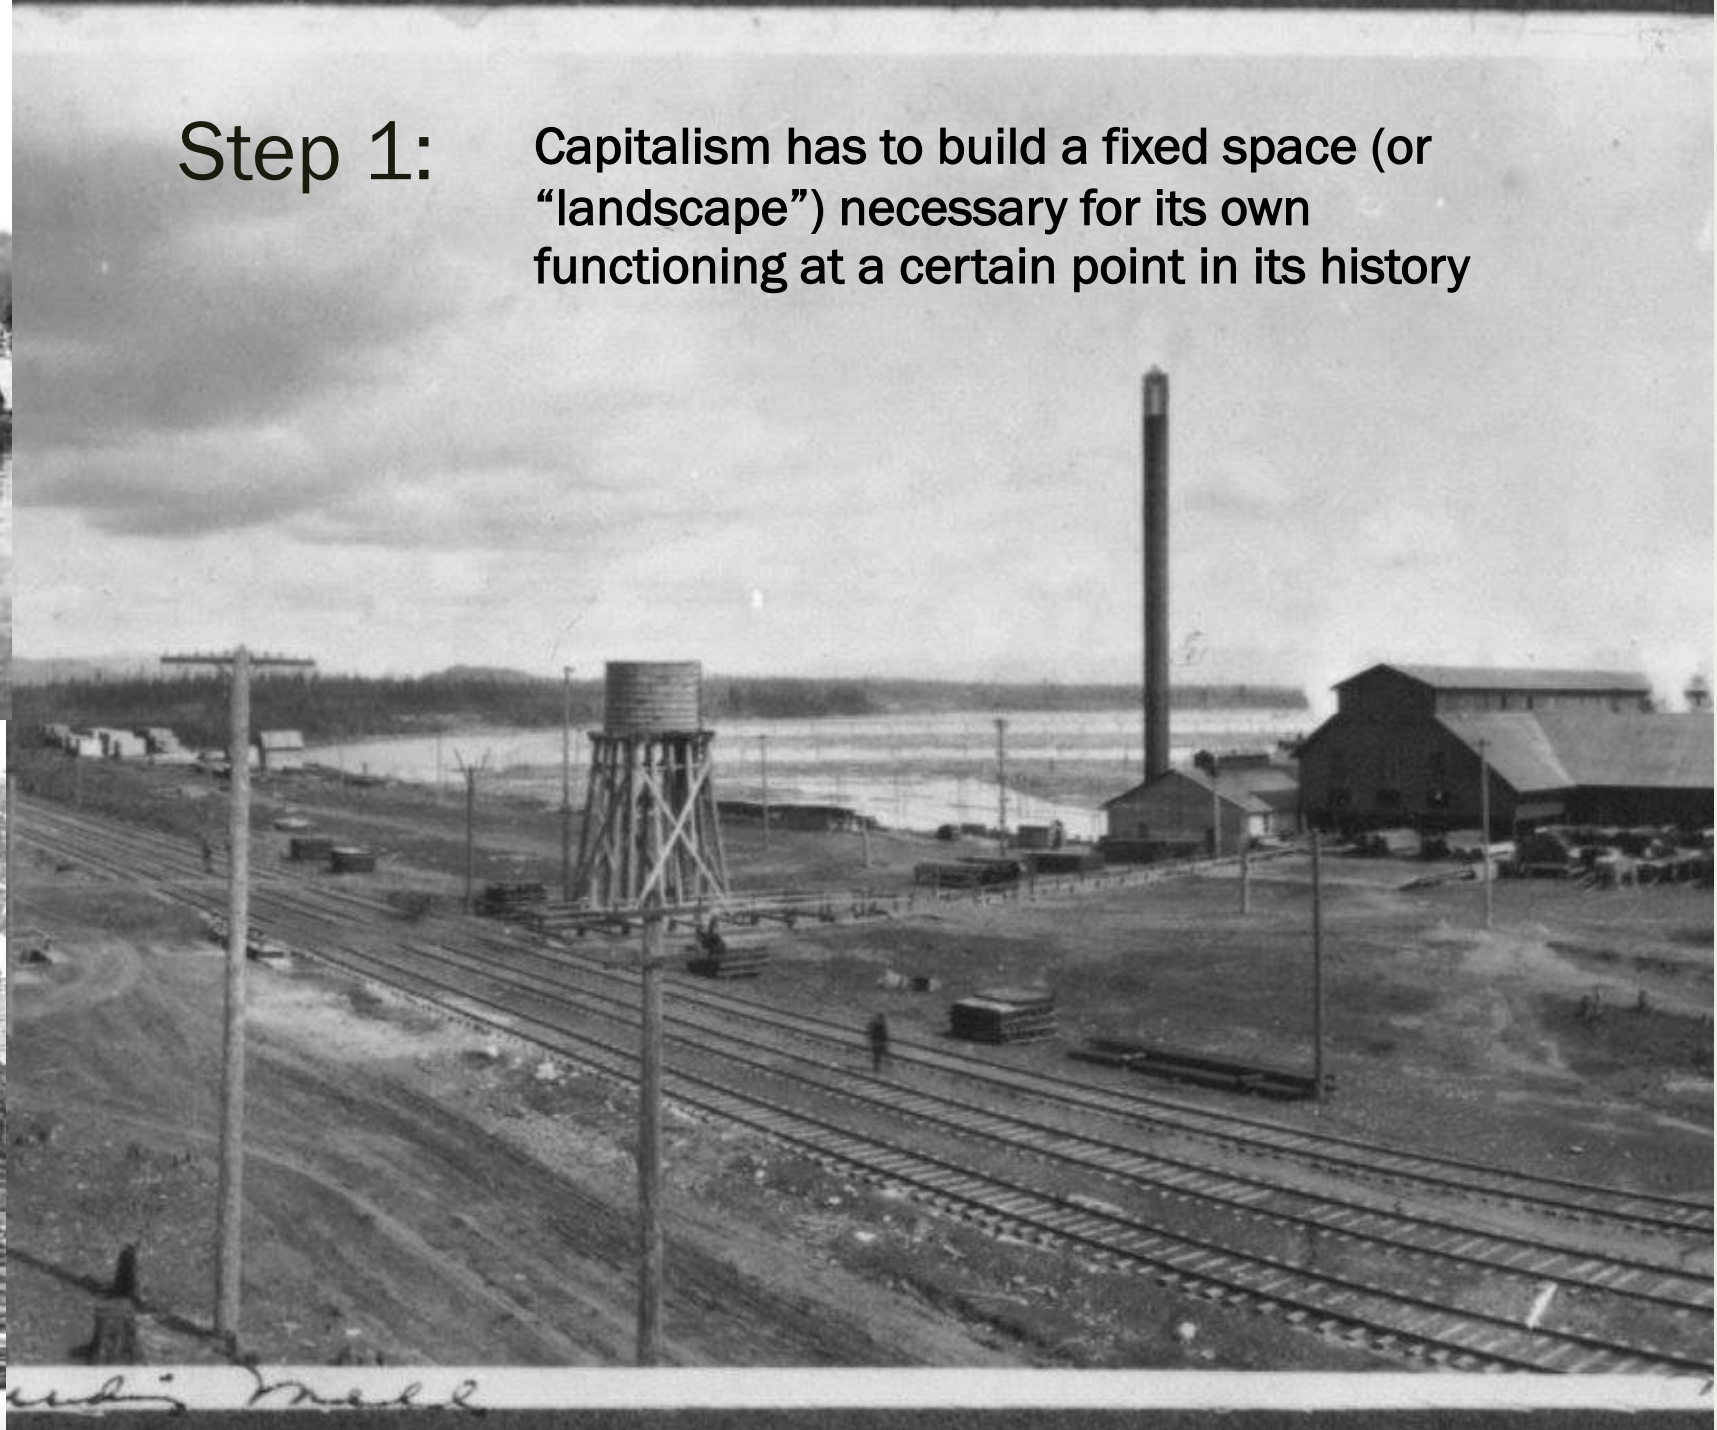 Step 1:
Capitalism has to build a fixed space (or
“landscape”) necessary for its own
functioning at a certain point in its history
Mill